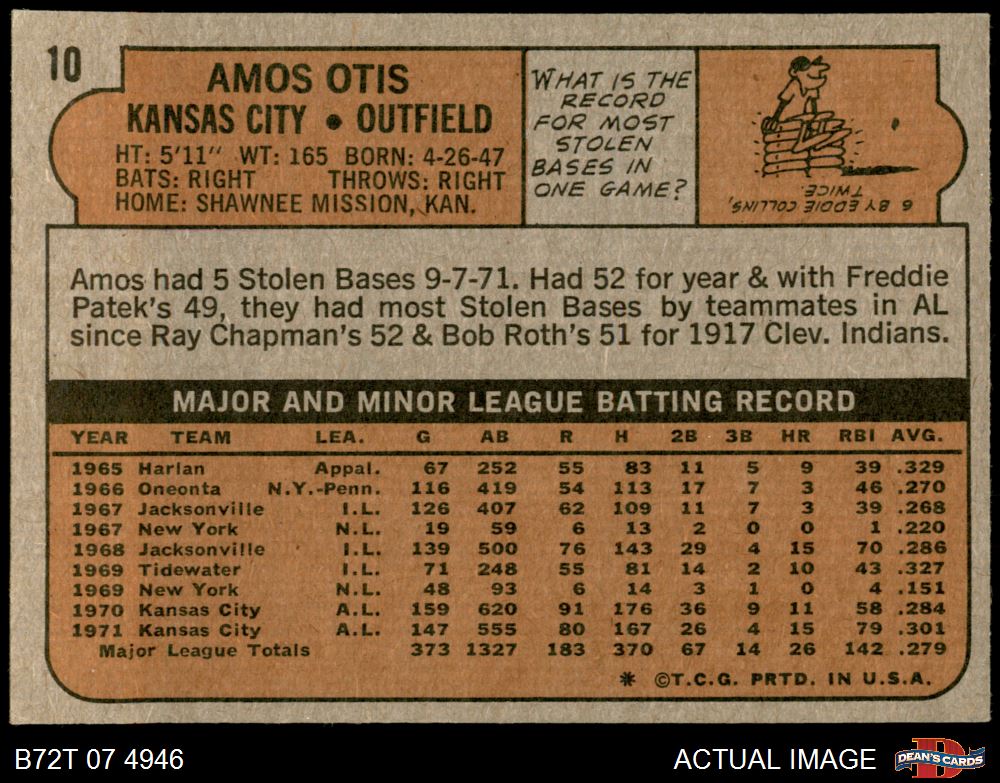 10
AMOS OTIS
KANSAS CITY • OUTFIELD
HT: 5'11" WT: 165 BORN: 4-26-47
BATS: RIGHT THROWS: RIGHT
HOME: SHAWNEE MISSION, KAN.
WHAT IS THE
RECORD
FOR MOST
STOLEN
BASES IN
ONE GAME?
6 BY EDDIE COLLINS,
TWICE.
Amos had 5 Stolen Bases 9-7-71. Had 52 for year & with Freddie
Patek's 49, they had most Stolen Bases by teammates in AL
since Ray Chapman's 52 & Bob Roth's 51 for 1917 Clev. Indians.
MAJOR AND MINOR LEAGUE BATTING RECORD
YEAR TEAM LEA. G AB R H 2B 3B HR RBI AVG.
1965 Harlan Appal. 67 252 55 83 11 5 9 39 .329
1966 Oneonta N.Y.-Penn. 116 419 54 113 17 7 3 46 .270
1967 Jacksonville I.L. 126 407 62 109 11 7 3 39 .268
1967 New York N.L. 19 59 6 13 2 0 0 1 .220
1968 Jacksonville I.L. 139 500 76 143 29 4 15 70 .286
1969 Tidewater I.L. 71 248 55 81 14 2 10 43 .327
1969 New York N.L. 48 93 6 14 3 1 0 4 .151
1970 Kansas City A.L. 159 620 91 176 36 9 11 58 .284
1971 Kansas City A.L. 147 555 80 167 26 4 15 79 .301
Major League Totals 373 1327 183 370 67 14 26 142 .279
* ©T.C.G. PRTD. IN U.S.A.
B72T 07 4946
ACTUAL IMAGE
D
DEAN'S CARDS